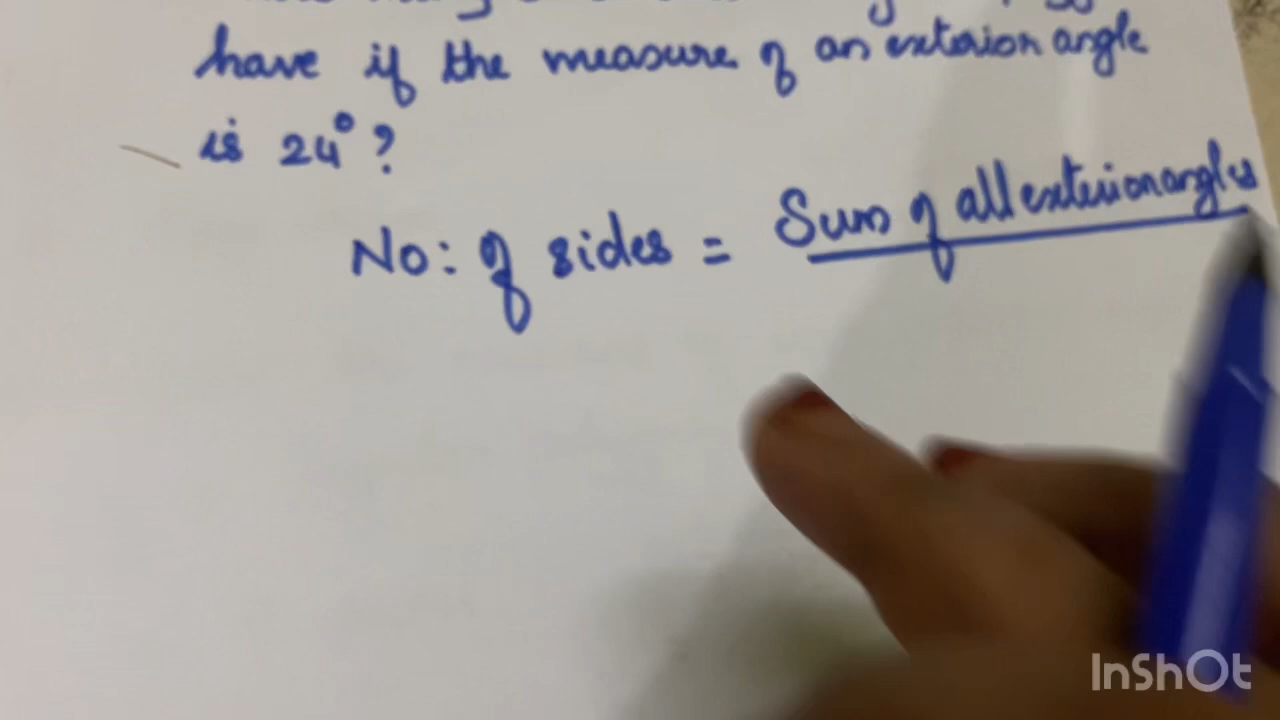 have if the measure of an exterior angle
is 24°?
No: of sides = Sum of all exterior angles
InShOt